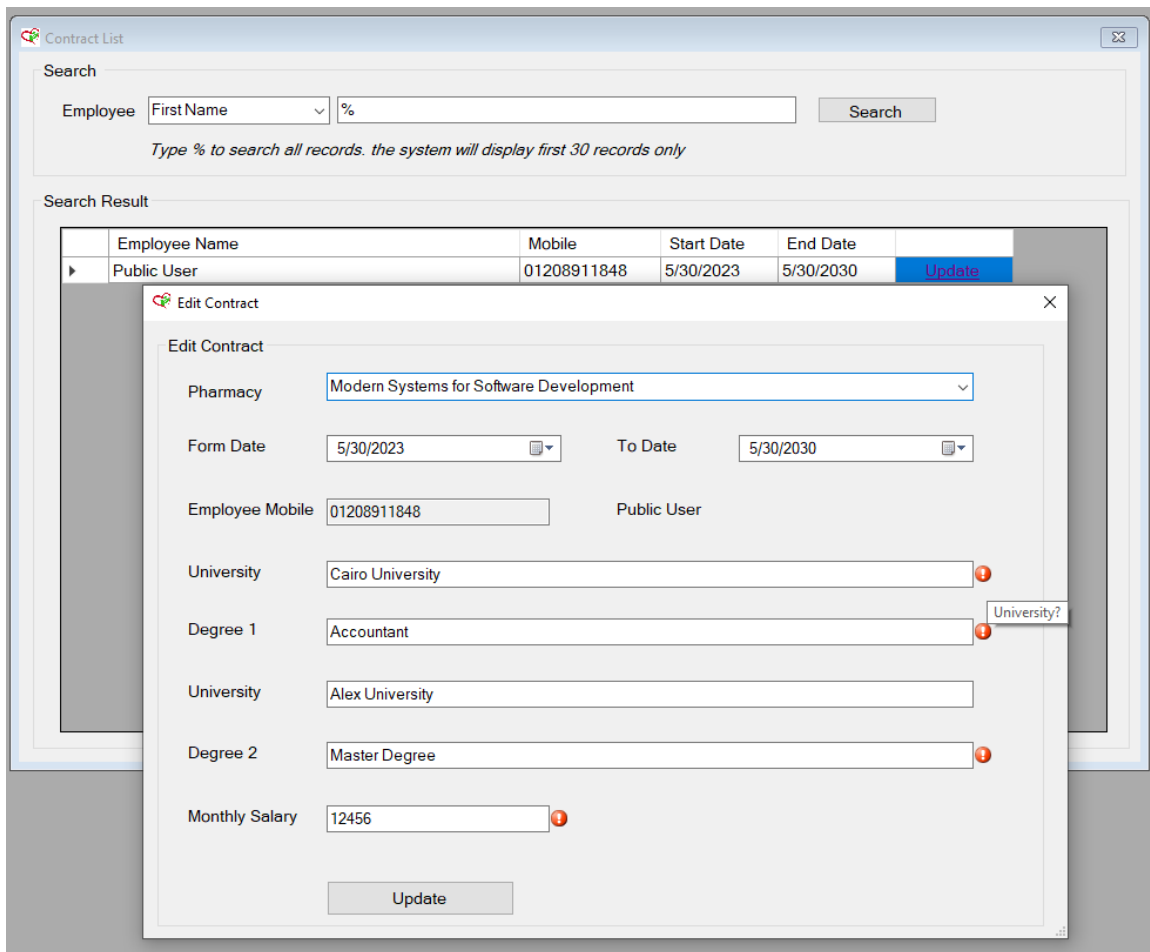 Contract List
Search
Employee First Name % Search
Type % to search all records. the system will display first 30 records only
Search Result
Employee Name Mobile Start Date End Date
Public User 01208911848 5/30/2023 5/30/2030 Update
Edit Contract
Edit Contract
Pharmacy Modern Systems for Software Development
Form Date 5/30/2023 To Date 5/30/2030
Employee Mobile 01208911848 Public User
University Cairo University
University?
Degree 1 Accountant
University Alex University
Degree 2 Master Degree
Monthly Salary 12456
Update